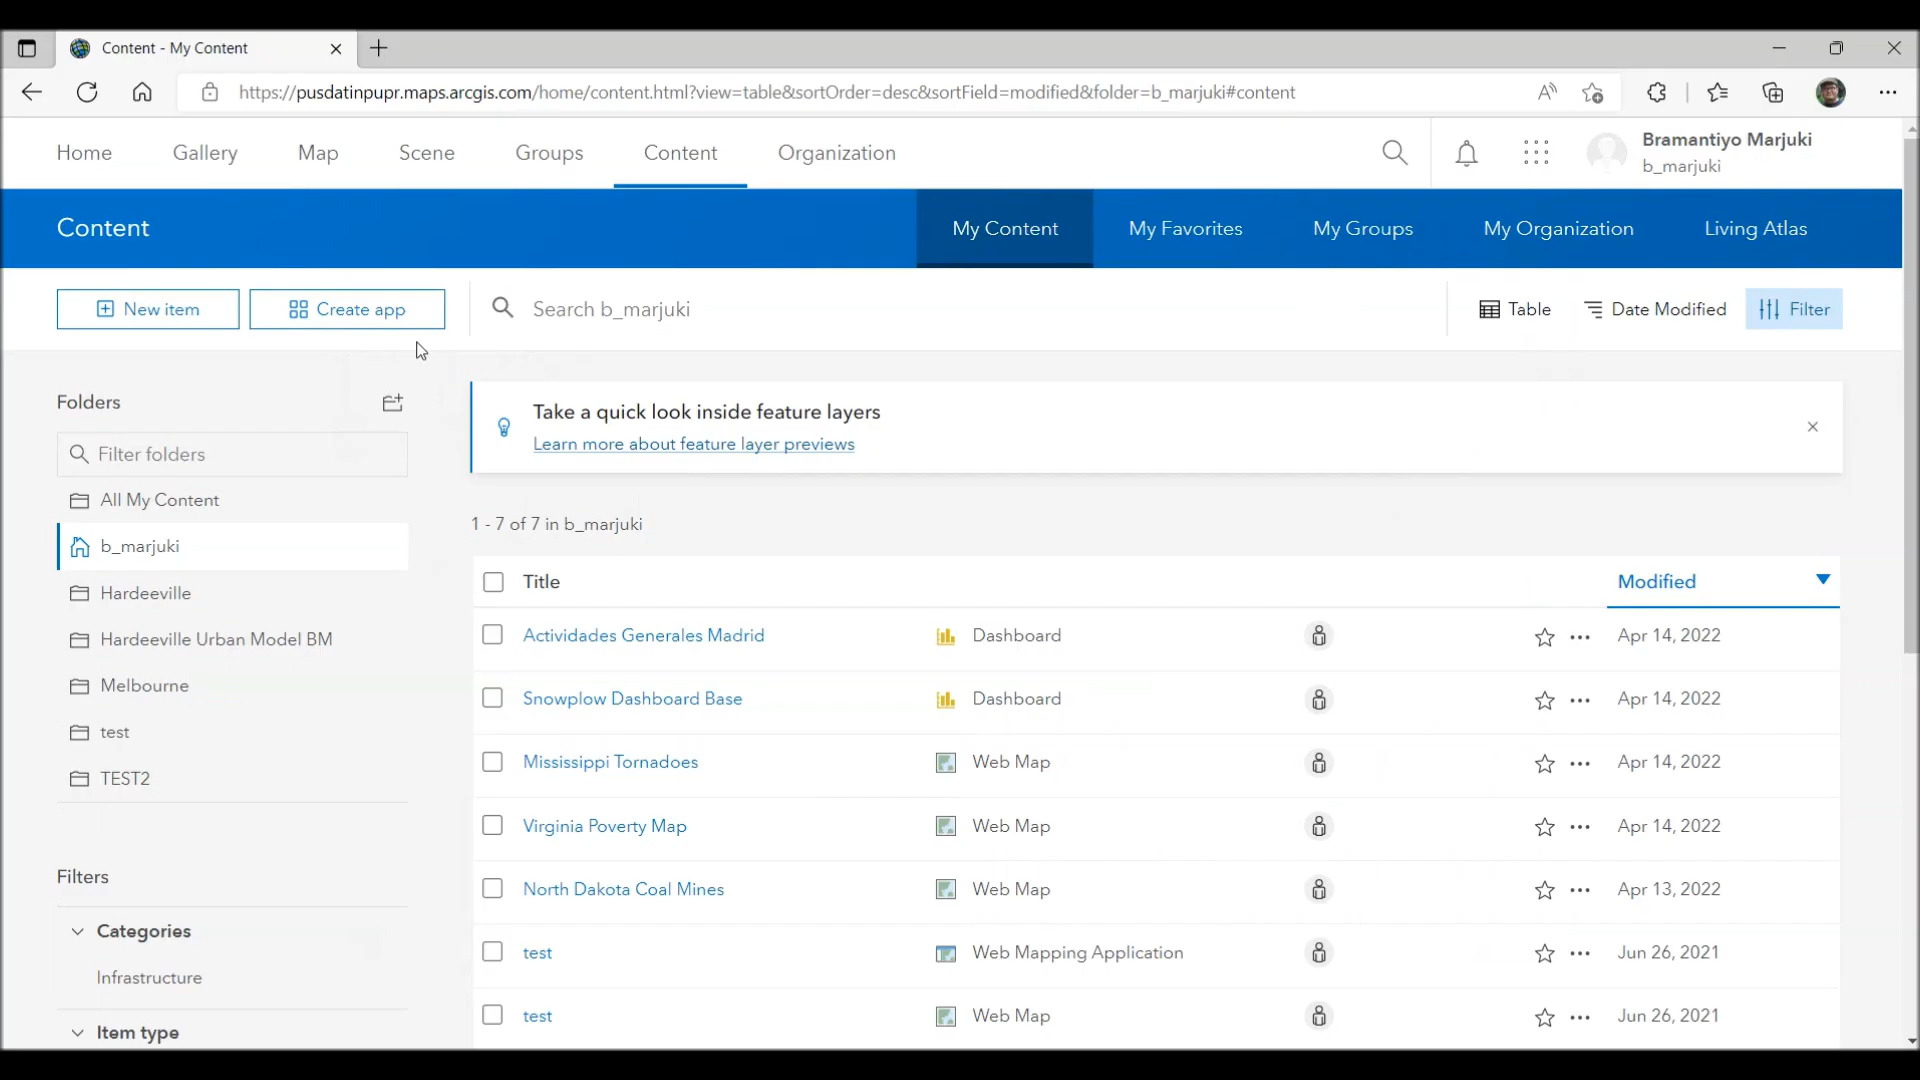 Content - My Content
https://pusdatinpupr.maps.arcgis.com/home/content.html?view=table&sortOrder=desc&sortField=modified&folder=b_marjuki#content
Home Gallery Map Scene Groups Content Organization
Bramantiyo Marjuki
b_marjuki
Content
My Content My Favorites My Groups My Organization Living Atlas
New item Create app Search b_marjuki Table Date Modified Filter
Folders
Filter folders
All My Content
b_marjuki
Hardeeville
Hardeeville Urban Model BM
Melbourne
test
TEST2
Filters
Categories
Infrastructure
Item type
Take a quick look inside feature layers
Learn more about feature layer previews
1 - 7 of 7 in b_marjuki
Title Modified
Actividades Generales Madrid Dashboard Apr 14, 2022
Snowplow Dashboard Base Dashboard Apr 14, 2022
Mississippi Tornadoes Web Map Apr 14, 2022
Virginia Poverty Map Web Map Apr 14, 2022
North Dakota Coal Mines Web Map Apr 13, 2022
test Web Mapping Application Jun 26, 2021
test Web Map Jun 26, 2021